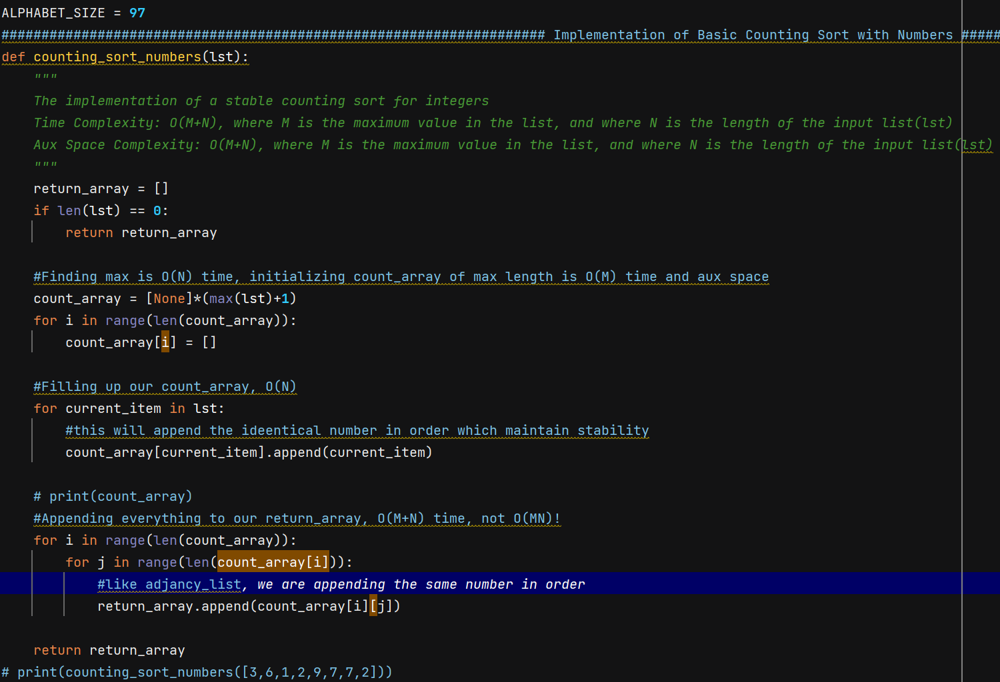 ALPHABET_SIZE = 97
#################################################################### Implementation of Basic Counting Sort with Numbers #####
def counting_sort_numbers(lst):
    """
    The implementation of a stable counting sort for integers
    Time Complexity: O(M+N), where M is the maximum value in the list, and where N is the length of the input list(lst)
    Aux Space Complexity: O(M+N), where M is the maximum value in the list, and where N is the length of the input list(lst)
    """
    return_array = []
    if len(lst) == 0:
        return return_array

    #Finding max is O(N) time, initializing count_array of max length is O(M) time and aux space
    count_array = [None]*(max(lst)+1)
    for i in range(len(count_array)):
        count_array[i] = []

    #Filling up our count_array, O(N)
    for current_item in lst:
        #this will append the ideentical number in order which maintain stability
        count_array[current_item].append(current_item)

    # print(count_array)
    #Appending everything to our return_array, O(M+N) time, not O(MN)!
    for i in range(len(count_array)):
        for j in range(len(count_array[i])):
            #like adjancy_list, we are appending the same number in order
            return_array.append(count_array[i][j])

    return return_array
# print(counting_sort_numbers([3,6,1,2,9,7,7,2]))